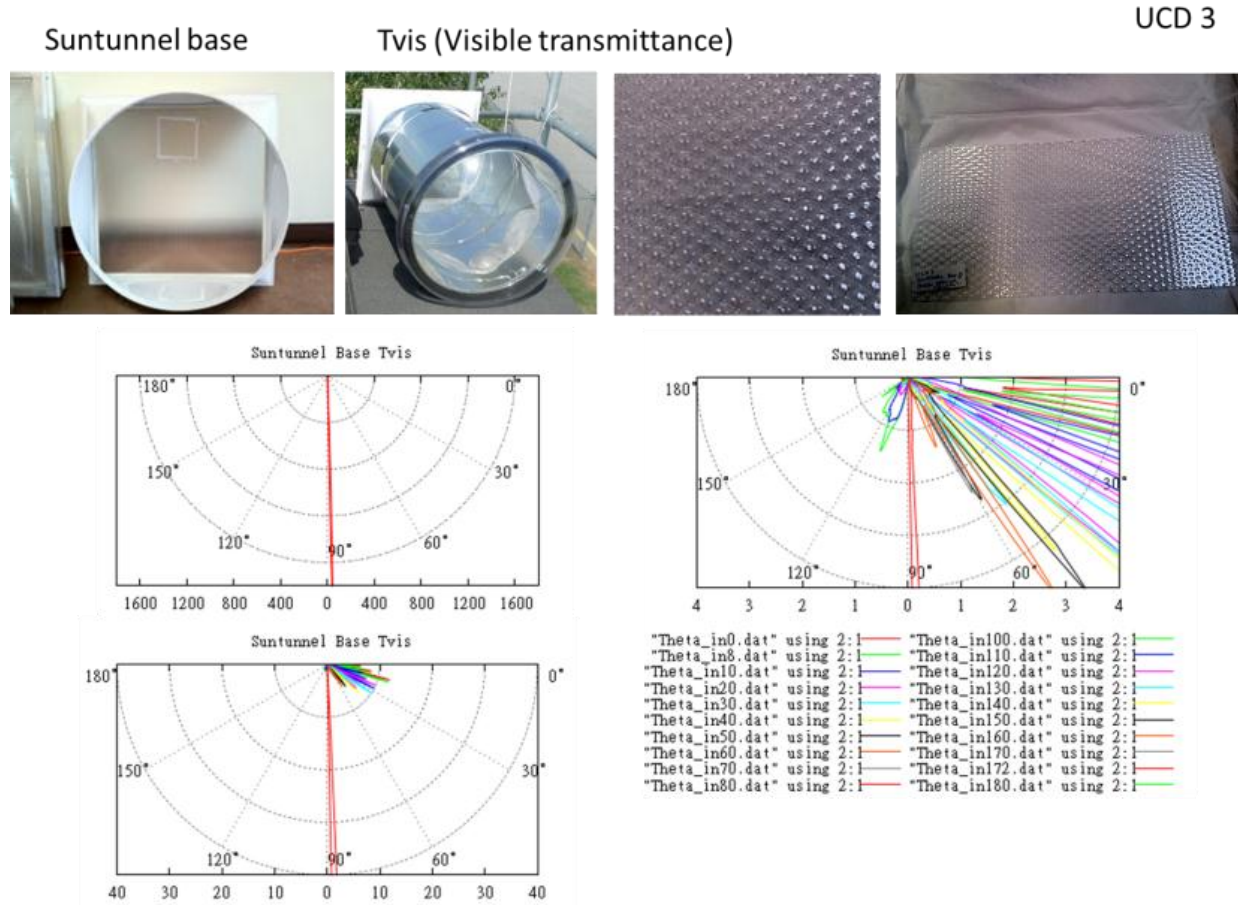 UCD 3
Suntunnel base
Tvis (Visible transmittance)
Suntunnel Base Tvis
180° 0°
150° 30°
120° 90° 60°
1600 1200 800 400 0 400 800 1200 1600
Suntunnel Base Tvis
180° 0°
150° 30°
120° 90° 60°
4 3 2 1 0 1 2 3 4
"Theta_in0.dat" using 2:1 "Theta_in100.dat" using 2:1
"Theta_in8.dat" using 2:1 "Theta_in110.dat" using 2:1
"Theta_in10.dat" using 2:1 "Theta_in120.dat" using 2:1
"Theta_in20.dat" using 2:1 "Theta_in130.dat" using 2:1
"Theta_in30.dat" using 2:1 "Theta_in140.dat" using 2:1
"Theta_in40.dat" using 2:1 "Theta_in150.dat" using 2:1
"Theta_in50.dat" using 2:1 "Theta_in160.dat" using 2:1
"Theta_in60.dat" using 2:1 "Theta_in170.dat" using 2:1
"Theta_in70.dat" using 2:1 "Theta_in172.dat" using 2:1
"Theta_in80.dat" using 2:1 "Theta_in180.dat" using 2:1
Suntunnel Base Tvis
180° 0°
150° 30°
120° 90° 60°
40 30 20 10 0 10 20 30 40